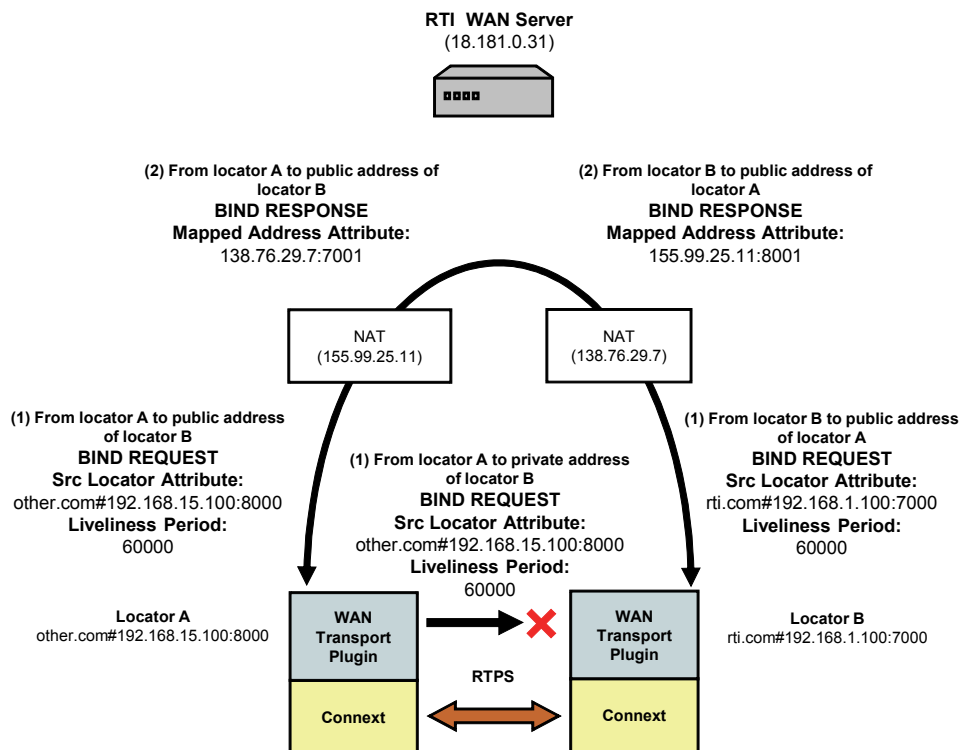 RTI WAN Server
(18.181.0.31)
(2) From locator A to public address of
locator B
BIND RESPONSE
Mapped Address Attribute:
138.76.29.7:7001
(2) From locator B to public address of
locator A
BIND RESPONSE
Mapped Address Attribute:
155.99.25.11:8001
NAT
(155.99.25.11)
NAT
(138.76.29.7)
(1) From locator A to public address
of locator B
BIND REQUEST
Src Locator Attribute:
other.com#192.168.15.100:8000
Liveliness Period:
60000
(1) From locator A to private address
of locator B
BIND REQUEST
Src Locator Attribute:
other.com#192.168.15.100:8000
Liveliness Period:
60000
(1) From locator B to public address
of locator A
BIND REQUEST
Src Locator Attribute:
rti.com#192.168.1.100:7000
Liveliness Period:
60000
Locator A
other.com#192.168.15.100:8000
WAN
Transport
Plugin
WAN
Transport
Plugin
Locator B
rti.com#192.168.1.100:7000
RTPS
Connext
Connext